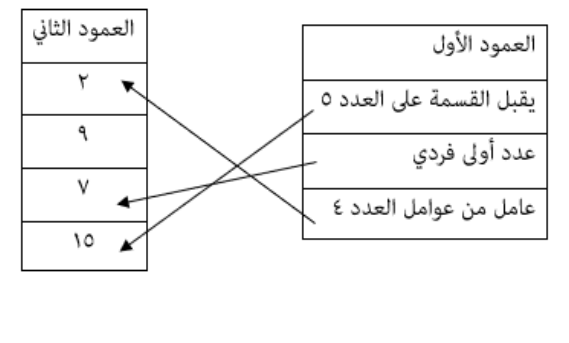 العمود الأول
يقبل القسمة على العدد ٥
عدد أولى فردي
عامل من عوامل العدد ٤
العمود الثاني
٢
٩
٧
١٥